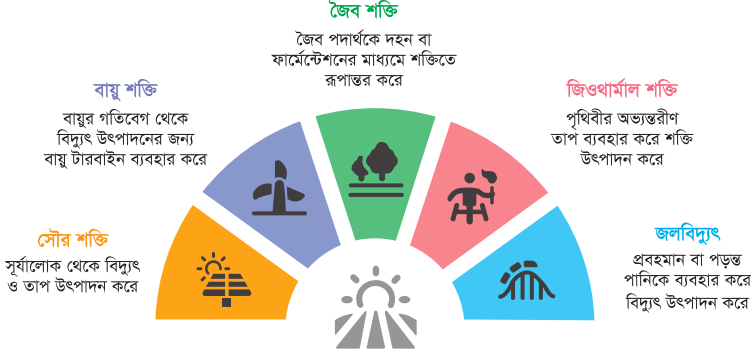 জৈব শক্তি
জৈব পদার্থকে দহন বা
ফার্মেন্টেশনের মাধ্যমে শক্তিতে
রূপান্তর করে
বায়ু শক্তি
বায়ুর গতিবেগ থেকে
বিদ্যুৎ উৎপাদনের জন্য
বায়ু টারবাইন ব্যবহার করে
জিওথার্মাল শক্তি
পৃথিবীর অভ্যন্তরীণ
তাপ ব্যবহার করে শক্তি
উৎপাদন করে
সৌর শক্তি
সূর্যালোক থেকে বিদ্যুৎ
ও তাপ উৎপাদন করে
জলবিদ্যুৎ
প্রবহমান বা পড়ন্ত
পানিকে ব্যবহার করে
বিদ্যুৎ উৎপাদন করে